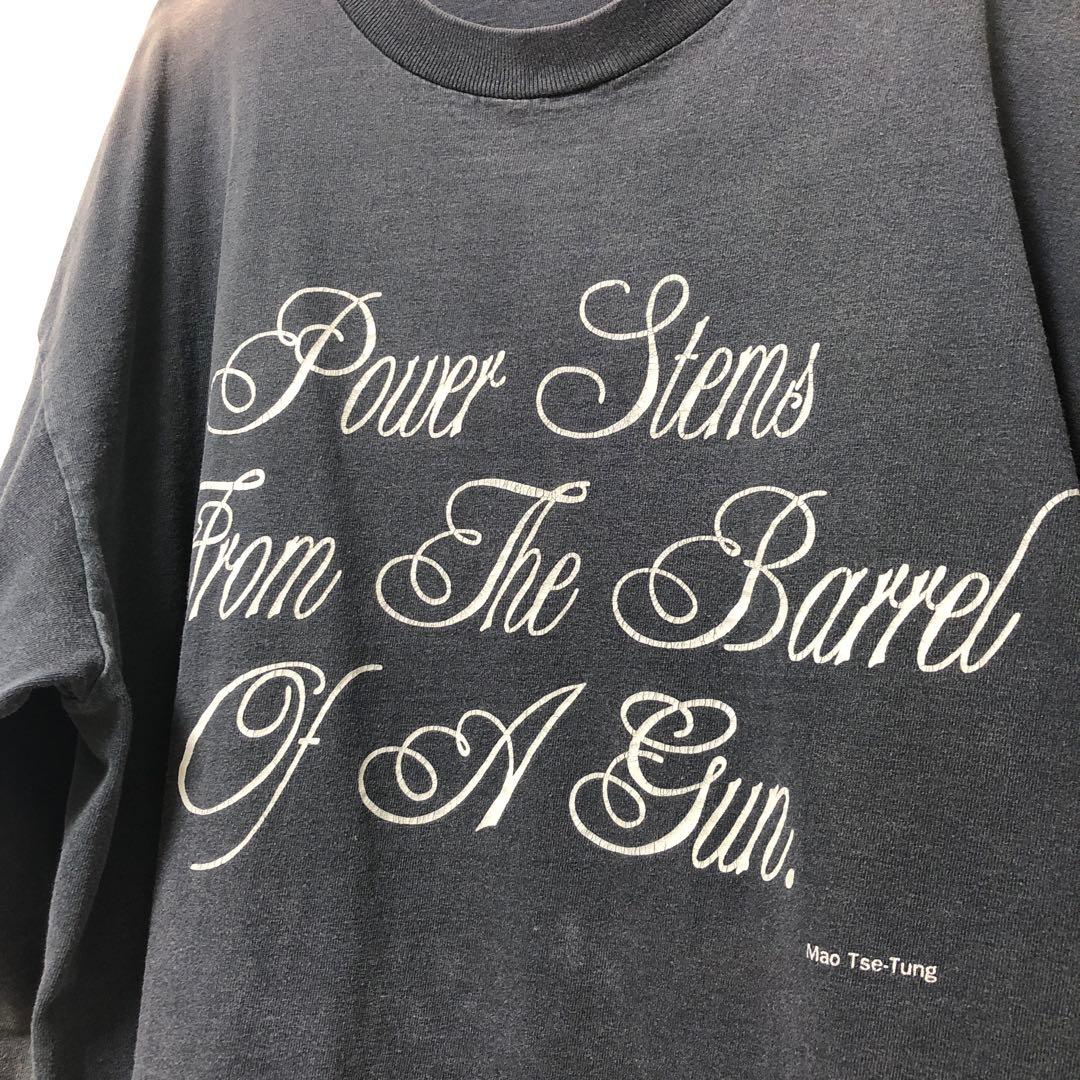 Power Stems
From The Barrel
Of A Gun.
Mao Tse-Tung